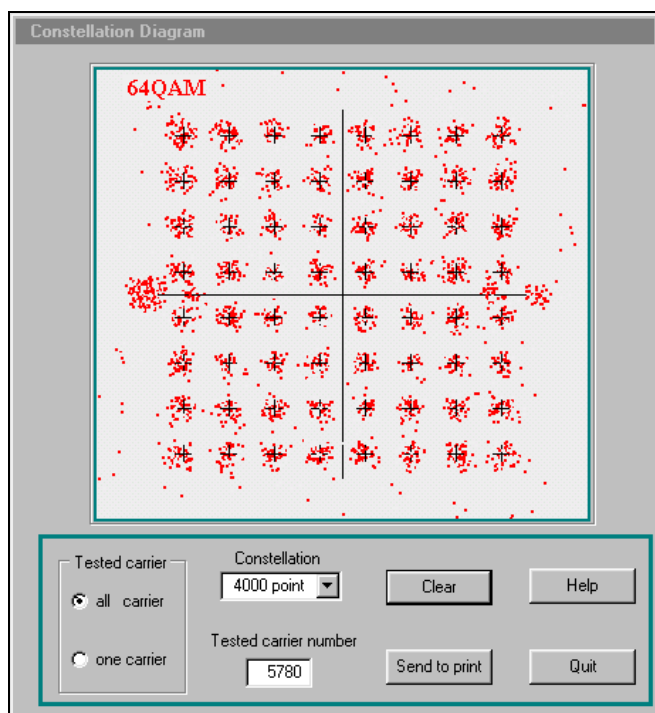 Constellation Diagram
64QAM
Tested carrier
all carrier
one carrier
Constellation
4000 point
Tested carrier number
5780
Clear
Send to print
Help
Quit